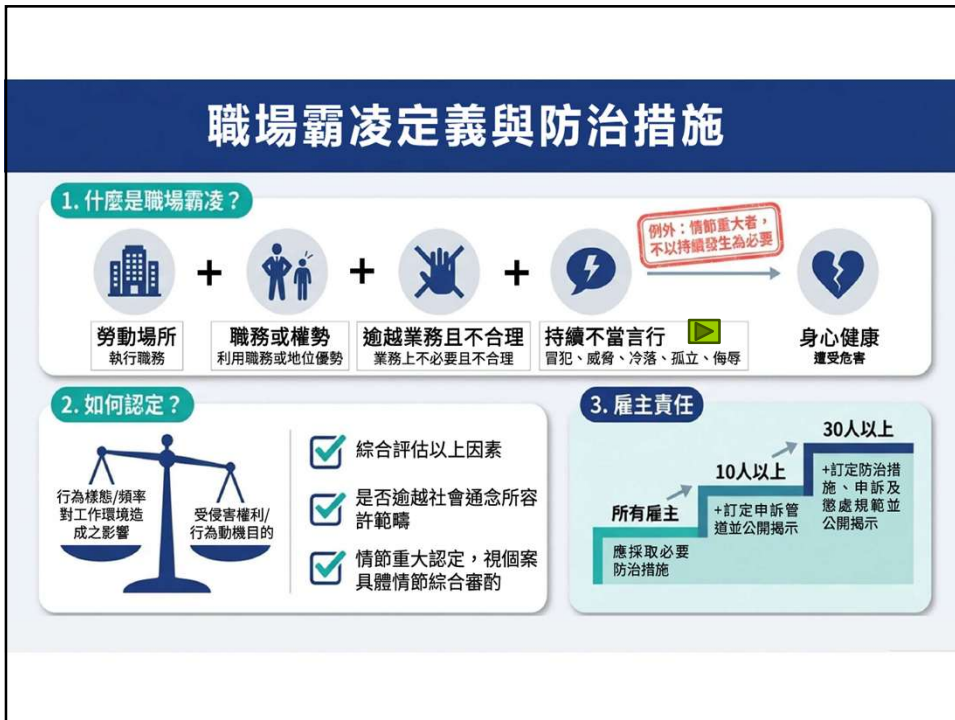 職場霸凌定義與防治措施
1. 什麼是職場霸凌？
例外：情節重大者，
不以持續發生為必要
+
+
+
勞動場所
執行職務
職務或權勢
利用職務或地位優勢
逾越業務且不合理
業務上不必要且不合理
持續不當言行
冒犯、威脅、冷落、孤立、侮辱
身心健康
遭受危害
2. 如何認定？
行為樣態/頻率
對工作環境造
成之影響
受侵害權利/
行為動機目的
綜合評估以上因素
是否逾越社會通念所容
許範疇
情節重大認定，視個案
具體情節綜合審酌
3. 雇主責任
所有雇主
應採取必要
防治措施
10人以上
+訂定申訴管
道並公開揭示
30人以上
+訂定防治措
施、申訴及
懲處規範並
公開揭示